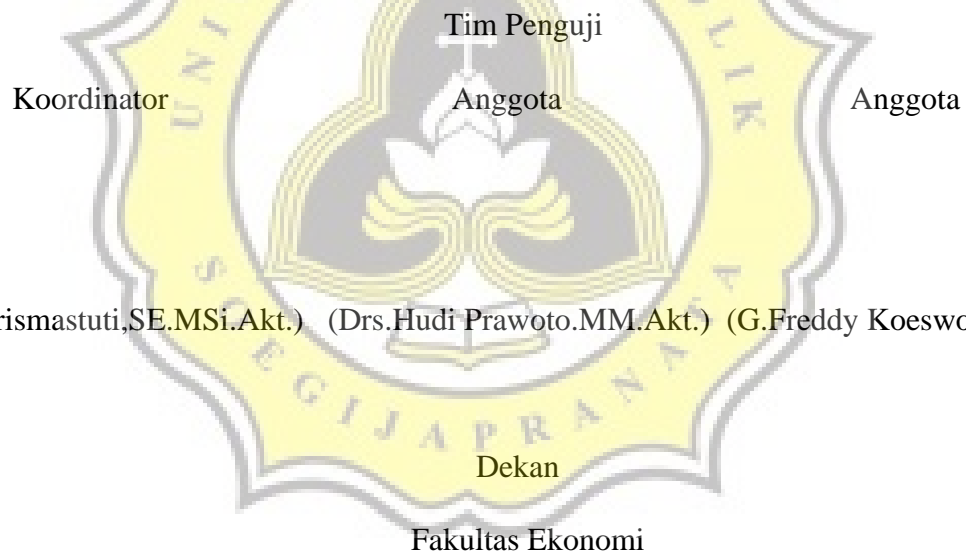 Tim Penguji
Koordinator Anggota Anggota
rismastuti,SE.MSi.Akt.) (Drs.Hudi Prawoto.MM.Akt.) (G.Freddy Koeswo
SOEGIJAPRANATA
Dekan
Fakultas Ekonomi